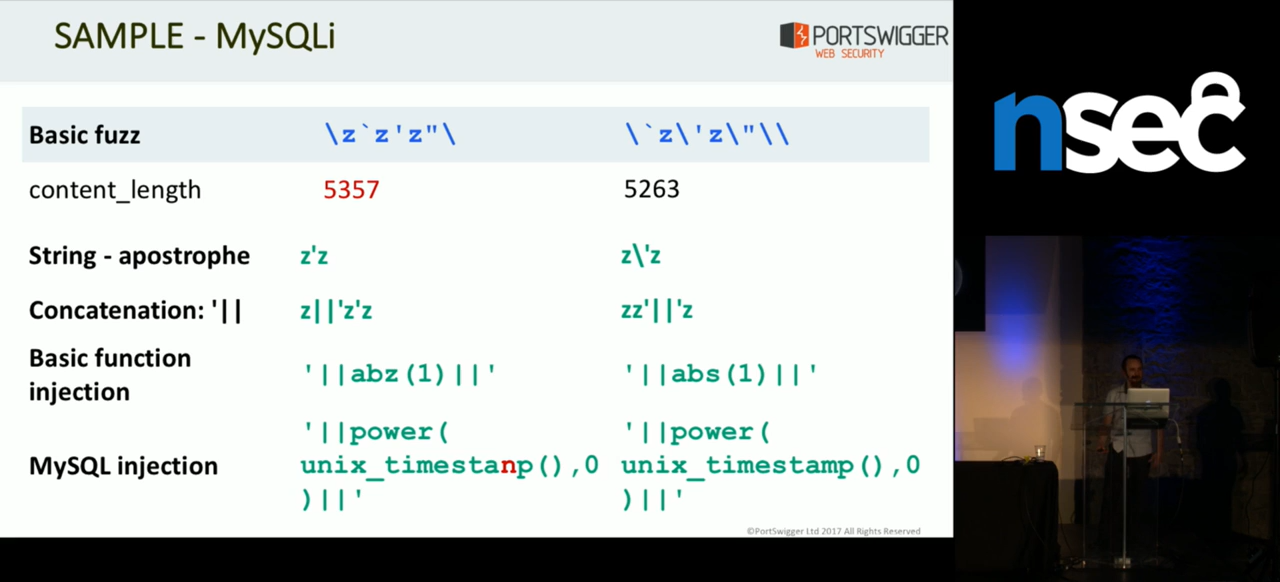 SAMPLE - MySQLi
PORTSWIGGER
WEB SECURITY
Basic fuzz \z`z'z"\ \`z\'z\"\\
content_length 5357 5263
String - apostrophe z'z z\'z
Concatenation: '|| z||'z'z zz'||'z
Basic function
injection '||abz(1)||' '||abs(1)||'
'||power( '||power(
MySQL injection unix_timestanp(),0 unix_timestamp(),0
)||' )||'
©PortSwigger Ltd 2017 All Rights Reserved
nsec